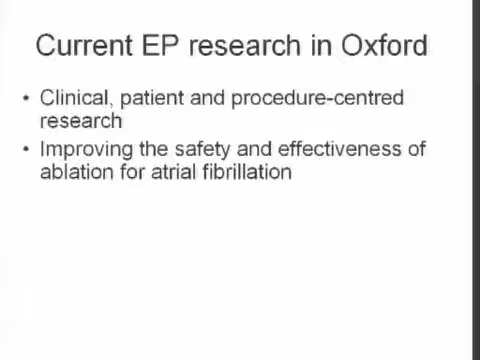 Current EP research in Oxford
• Clinical, patient and procedure-centred
research
• Improving the safety and effectiveness of
ablation for atrial fibrillation